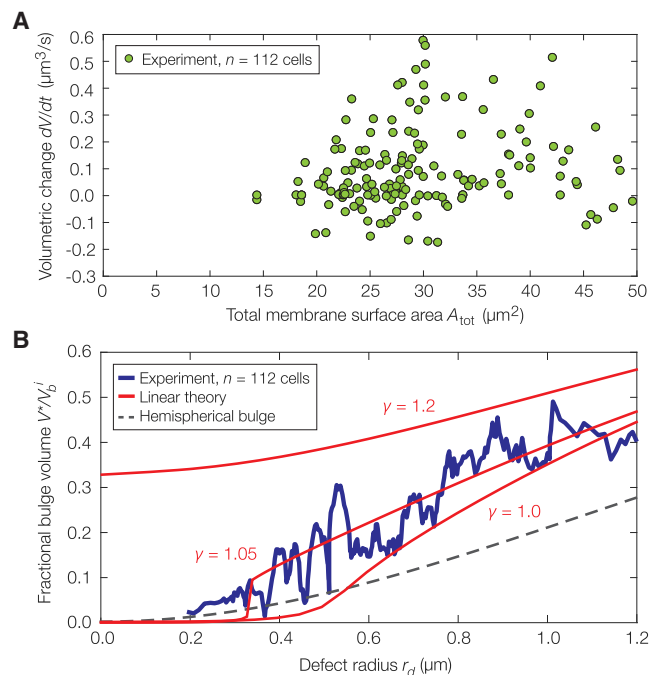 A
Volumetric change dV/dt (µm³/s)
0.6
0.5
0.4
0.3
0.2
0.1
0.0
-0.1
-0.2
-0.3
Experiment, n = 112 cells
0 5 10 15 20 25 30 35 40 45 50
Total membrane surface area A_tot (µm²)
B
Fractional bulge volume V*/V_b^i
0.6
0.5
0.4
0.3
0.2
0.1
0.0
Experiment, n = 112 cells
Linear theory
Hemispherical bulge
γ = 1.2
γ = 1.05
γ = 1.0
0.0 0.2 0.4 0.6 0.8 1.0 1.2
Defect radius r_d (µm)